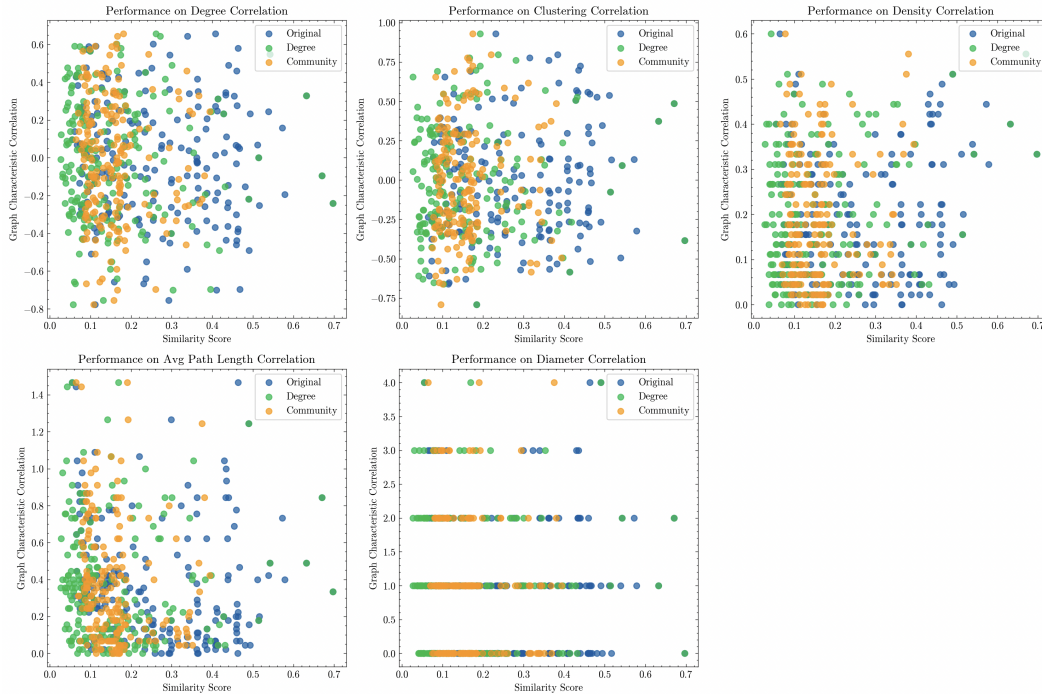 Performance on Degree Correlation
Graph Characteristic Correlation
0.6
0.4
0.2
0.0
−0.2
−0.4
−0.6
−0.8
Original
Degree
Community
0.0 0.1 0.2 0.3 0.4 0.5 0.6 0.7
Similarity Score
Performance on Clustering Correlation
Graph Characteristic Correlation
1.00
0.75
0.50
0.25
0.00
−0.25
−0.50
−0.75
Original
Degree
Community
0.0 0.1 0.2 0.3 0.4 0.5 0.6 0.7
Similarity Score
Performance on Density Correlation
Graph Characteristic Correlation
0.6
0.5
0.4
0.3
0.2
0.1
0.0
Original
Degree
Community
0.0 0.1 0.2 0.3 0.4 0.5 0.6 0.7
Similarity Score
Performance on Avg Path Length Correlation
Graph Characteristic Correlation
1.4
1.2
1.0
0.8
0.6
0.4
0.2
0.0
Original
Degree
Community
0.0 0.1 0.2 0.3 0.4 0.5 0.6 0.7
Similarity Score
Performance on Diameter Correlation
Graph Characteristic Correlation
4.0
3.5
3.0
2.5
2.0
1.5
1.0
0.5
0.0
Original
Degree
Community
0.0 0.1 0.2 0.3 0.4 0.5 0.6 0.7
Similarity Score